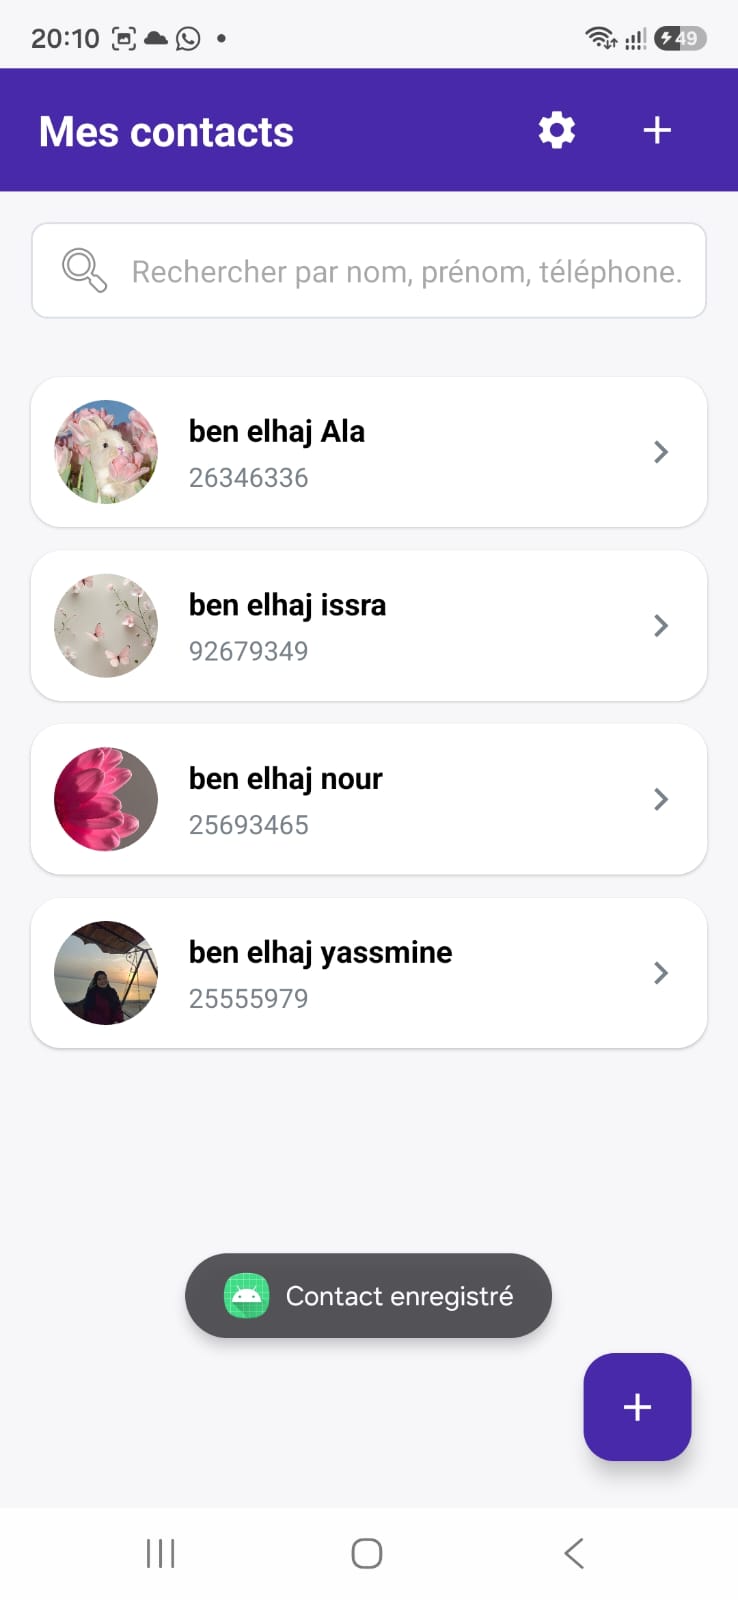 20:10
49
Mes contacts
Rechercher par nom, prénom, téléphone.
ben elhaj Ala
26346336
ben elhaj issra
92679349
ben elhaj nour
25693465
ben elhaj yassmine
25555979
Contact enregistré